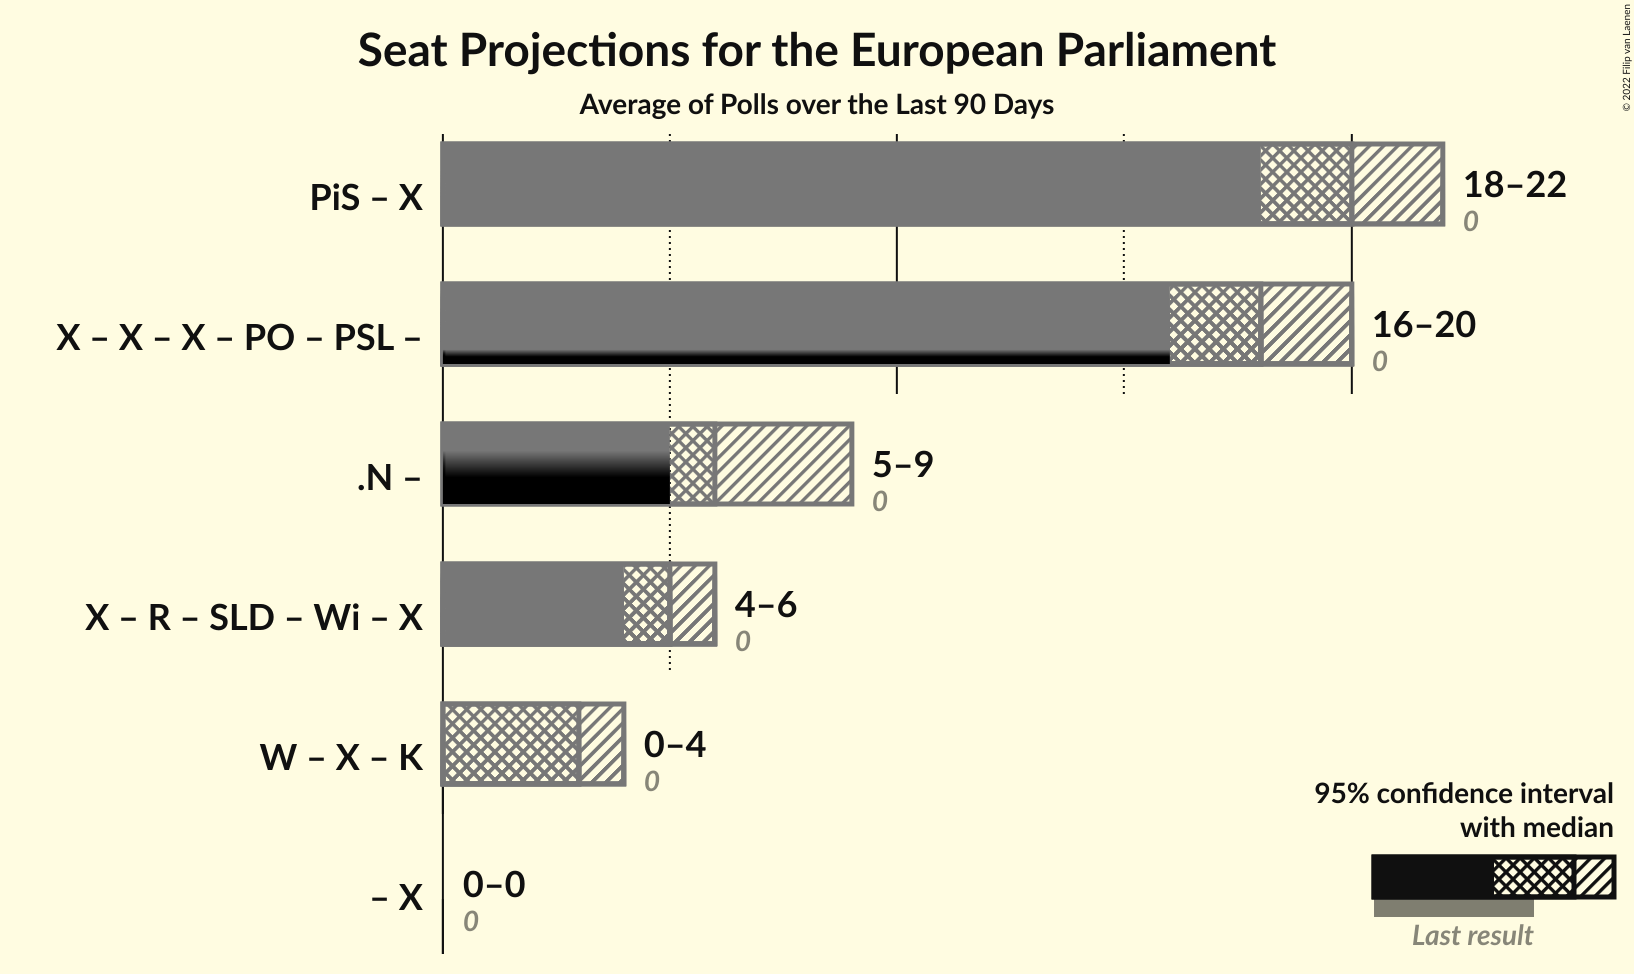 Seat Projections for the European Parliament
Average of Polls over the Last 90 Days
© 2022 Filip van Laenen
PiS – X
18–22
0
X – X – X – PO – PSL –
16–20
0
.N –
5–9
0
X – R – SLD – Wi – X
4–6
0
W – X – K
0–4
0
– X
0–0
0
95% confidence interval
with median
Last result